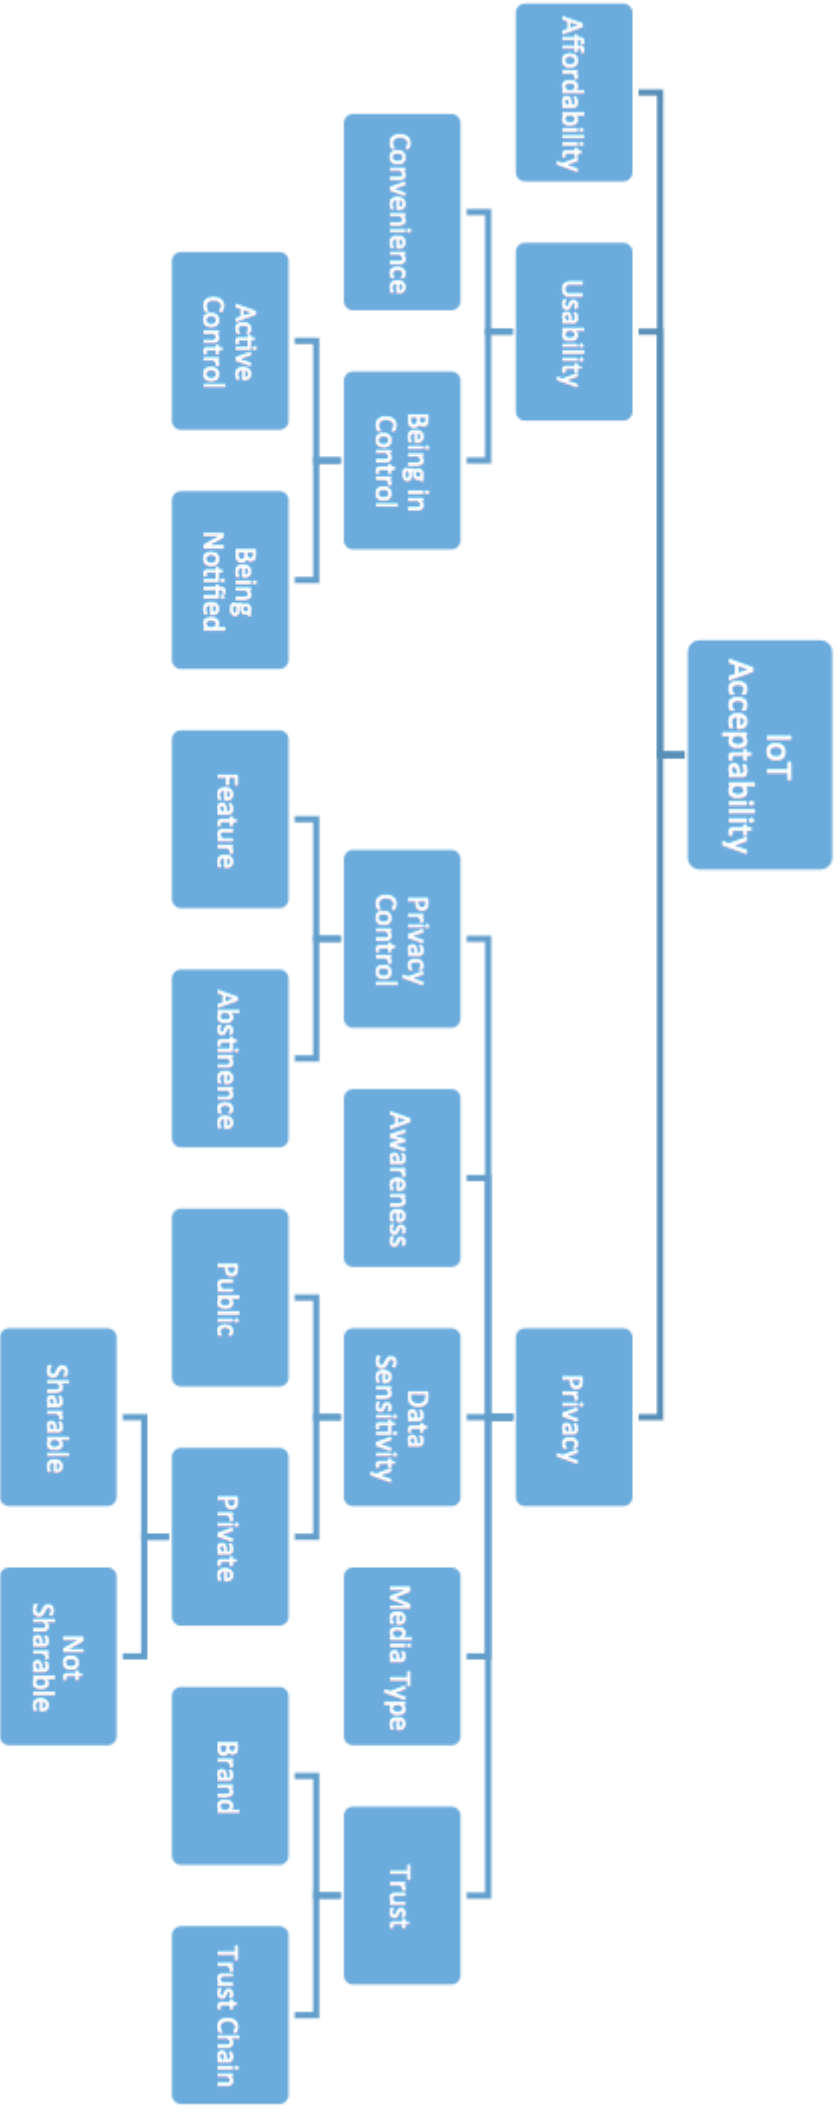 IoT
Acceptability
Affordability
Usability
Privacy
Convenience
Being in
Control
Privacy
Control
Awareness
Data
Sensitivity
Media Type
Trust
Active
Control
Being
Notified
Feature
Abstinence
Public
Private
Brand
Trust Chain
Sharable
Not
Sharable